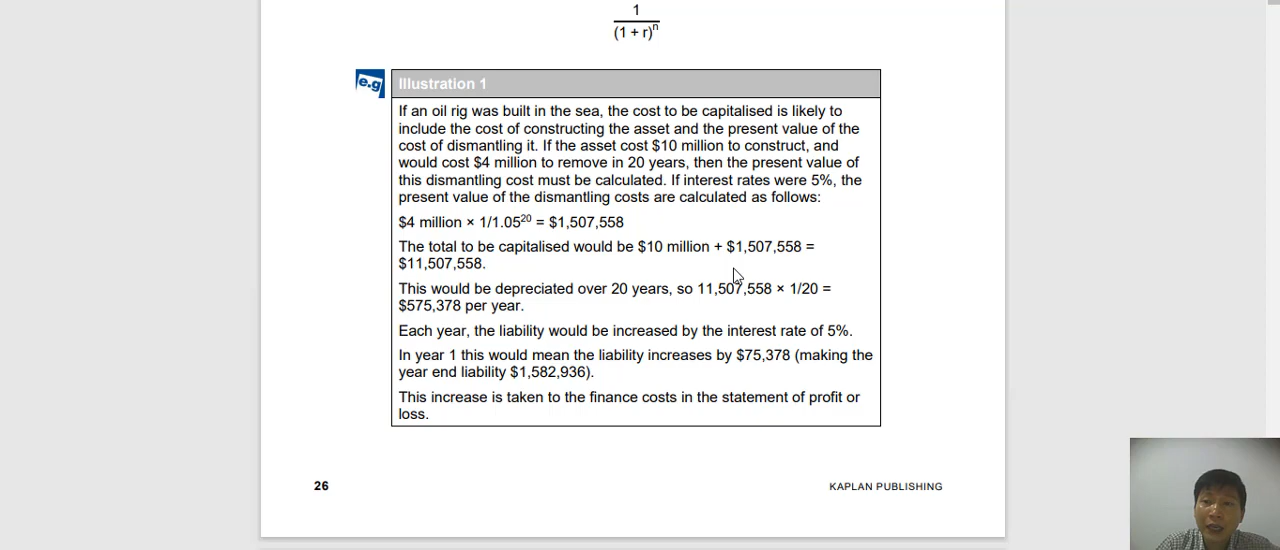 1
(1 + r)ⁿ
e.g
Illustration 1
If an oil rig was built in the sea, the cost to be capitalised is likely to
include the cost of constructing the asset and the present value of the
cost of dismantling it. If the asset cost $10 million to construct, and
would cost $4 million to remove in 20 years, then the present value of
this dismantling cost must be calculated. If interest rates were 5%, the
present value of the dismantling costs are calculated as follows:
$4 million × 1/1.05²⁰ = $1,507,558
The total to be capitalised would be $10 million + $1,507,558 =
$11,507,558.
This would be depreciated over 20 years, so 11,507,558 × 1/20 =
$575,378 per year.
Each year, the liability would be increased by the interest rate of 5%.
In year 1 this would mean the liability increases by $75,378 (making the
year end liability $1,582,936).
This increase is taken to the finance costs in the statement of profit or
loss.
26
KAPLAN PUBLISHING